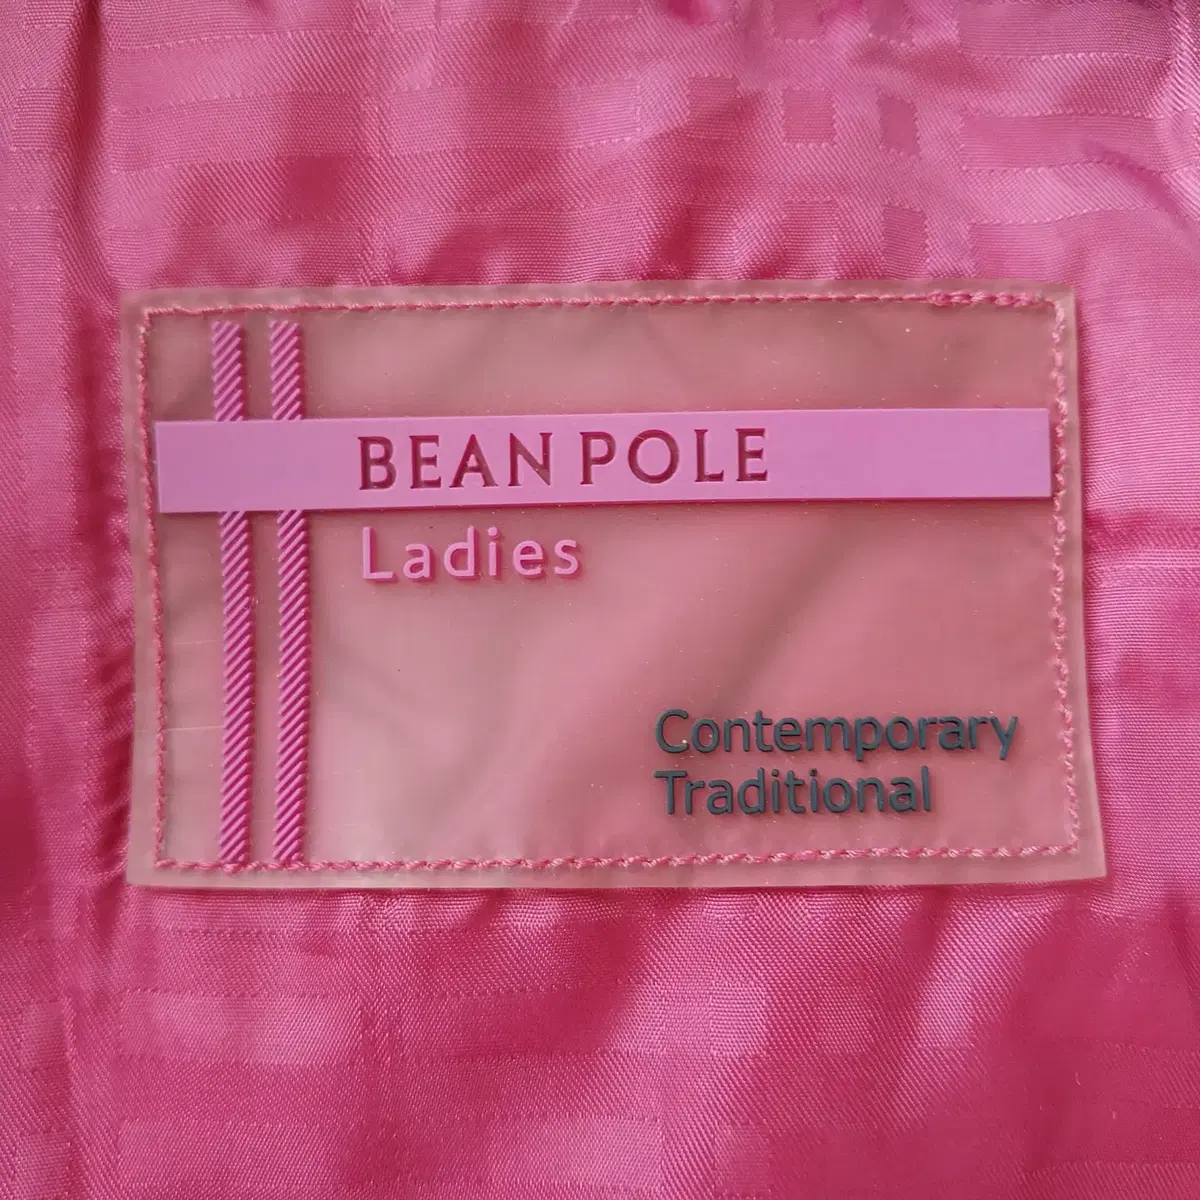 BEAN POLE
Ladies
Contemporary
Traditional